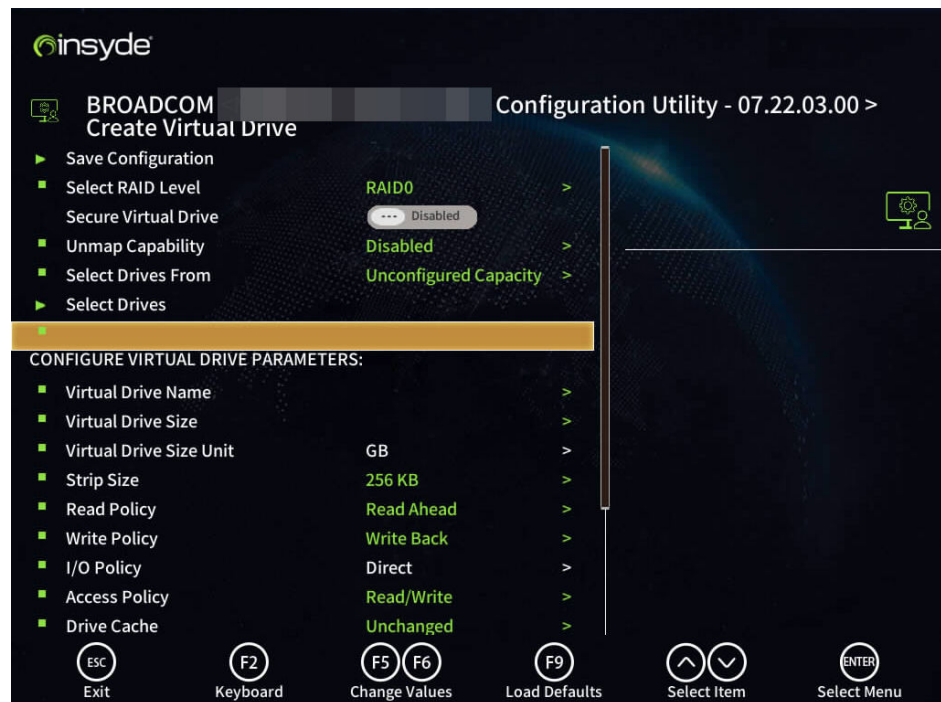 insyde
BROADCOM Configuration Utility - 07.22.03.00 >
Create Virtual Drive
Save Configuration
Select RAID Level RAID0 >
Secure Virtual Drive --- Disabled
Unmap Capability Disabled >
Select Drives From Unconfigured Capacity >
Select Drives
CONFIGURE VIRTUAL DRIVE PARAMETERS:
Virtual Drive Name >
Virtual Drive Size >
Virtual Drive Size Unit GB >
Strip Size 256 KB >
Read Policy Read Ahead >
Write Policy Write Back >
I/O Policy Direct >
Access Policy Read/Write >
Drive Cache Unchanged >
ESC F2 F5 F6 F9 ENTER
Exit Keyboard Change Values Load Defaults Select Item Select Menu